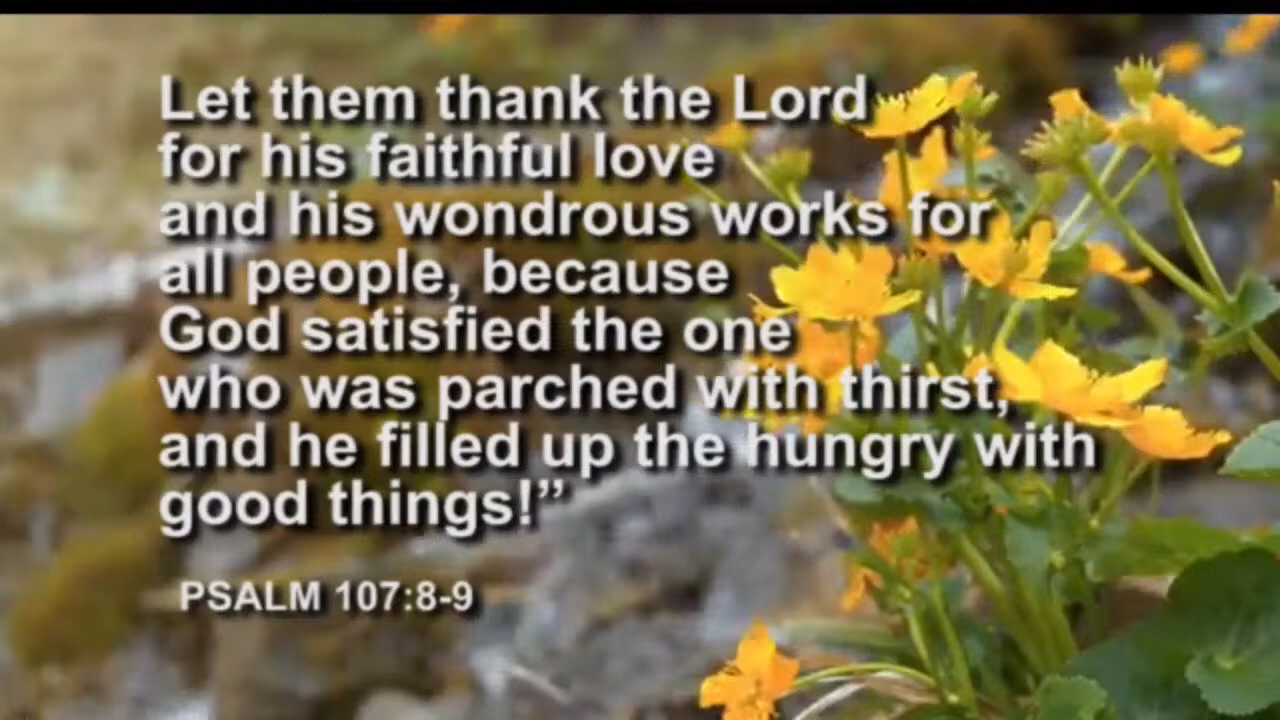 Let them thank the Lord
for his faithful love
and his wondrous works for
all people, because
God satisfied the one
who was parched with thirst,
and he filled up the hungry with
good things!”
PSALM 107:8-9